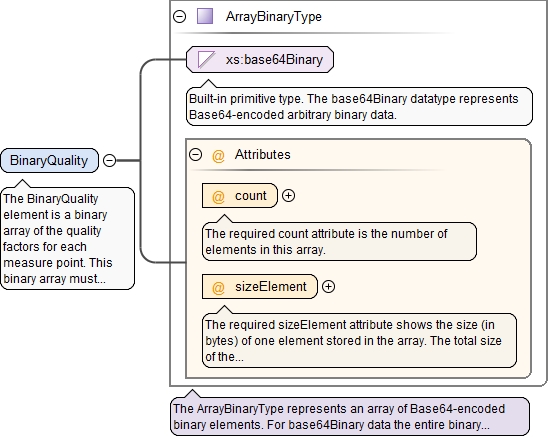 ArrayBinaryType
xs:base64Binary
Built-in primitive type. The base64Binary datatype represents
Base64-encoded arbitrary binary data.
BinaryQuality
The BinaryQuality
element is a binary
array of the quality
factors for each
measure point. This
binary array must...
@ Attributes
@ count
The required count attribute is the number of
elements in this array.
@ sizeElement
The required sizeElement attribute shows the size (in
bytes) of one element stored in the array. The total size
of the...
The ArrayBinaryType represents an array of Base64-encoded
binary elements. For base64Binary data the entire binary...